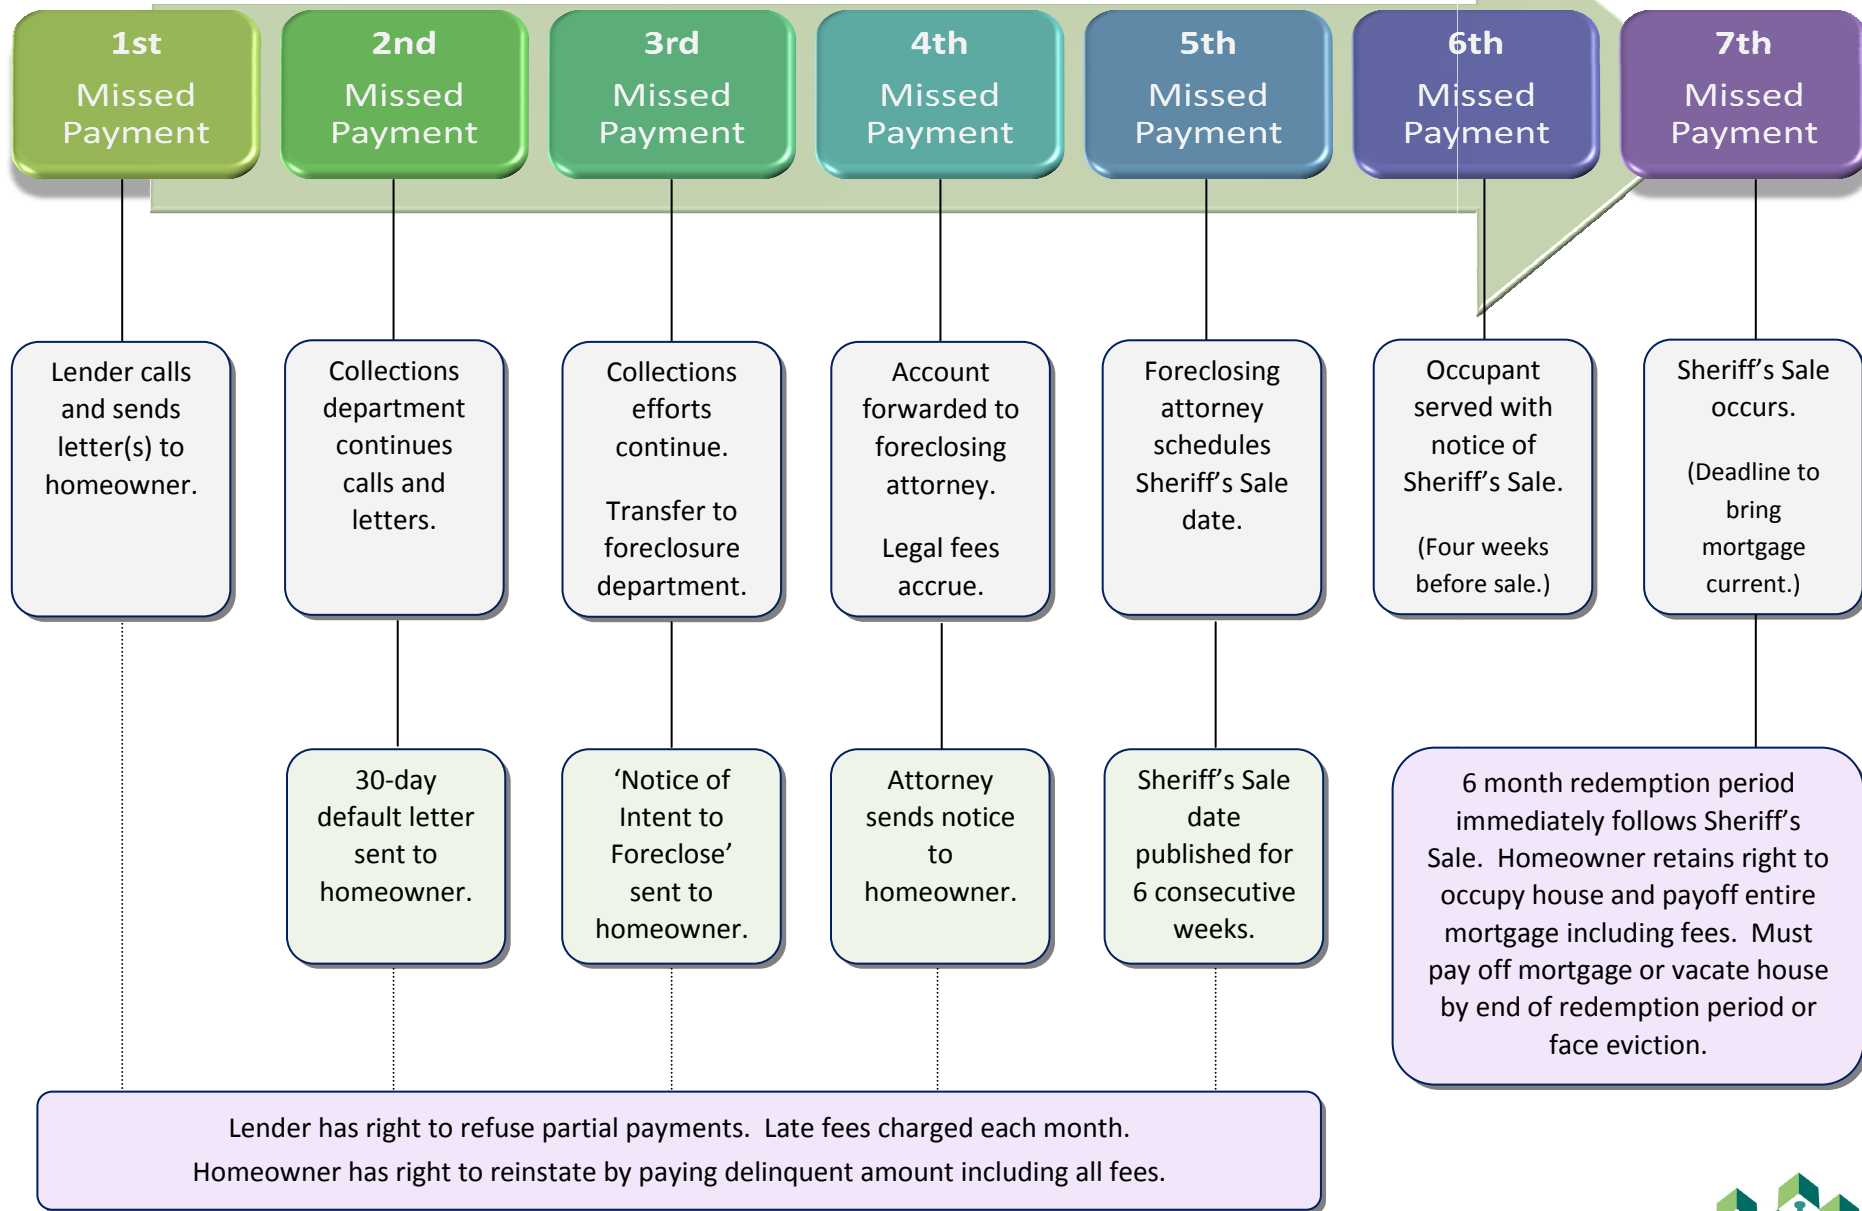 1st
Missed
Payment
2nd
Missed
Payment
3rd
Missed
Payment
4th
Missed
Payment
5th
Missed
Payment
6th
Missed
Payment
7th
Missed
Payment
Lender calls
and sends
letter(s) to
homeowner.
Collections
department
continues
calls and
letters.
Collections
efforts
continue.
Transfer to
foreclosure
department.
Account
forwarded to
foreclosing
attorney.
Legal fees
accrue.
Foreclosing
attorney
schedules
Sheriff’s Sale
date.
Occupant
served with
notice of
Sheriff’s Sale.
(Four weeks
before sale.)
Sheriff’s Sale
occurs.
(Deadline to
bring
mortgage
current.)
30-day
default letter
sent to
homeowner.
‘Notice of
Intent to
Foreclose’
sent to
homeowner.
Attorney
sends notice
to
homeowner.
Sheriff’s Sale
date
published for
6 consecutive
weeks.
6 month redemption period
immediately follows Sheriff’s
Sale.  Homeowner retains right to
occupy house and payoff entire
mortgage including fees.  Must
pay off mortgage or vacate house
by end of redemption period or
face eviction.
Lender has right to refuse partial payments.  Late fees charged each month.
Homeowner has right to reinstate by paying delinquent amount including all fees.